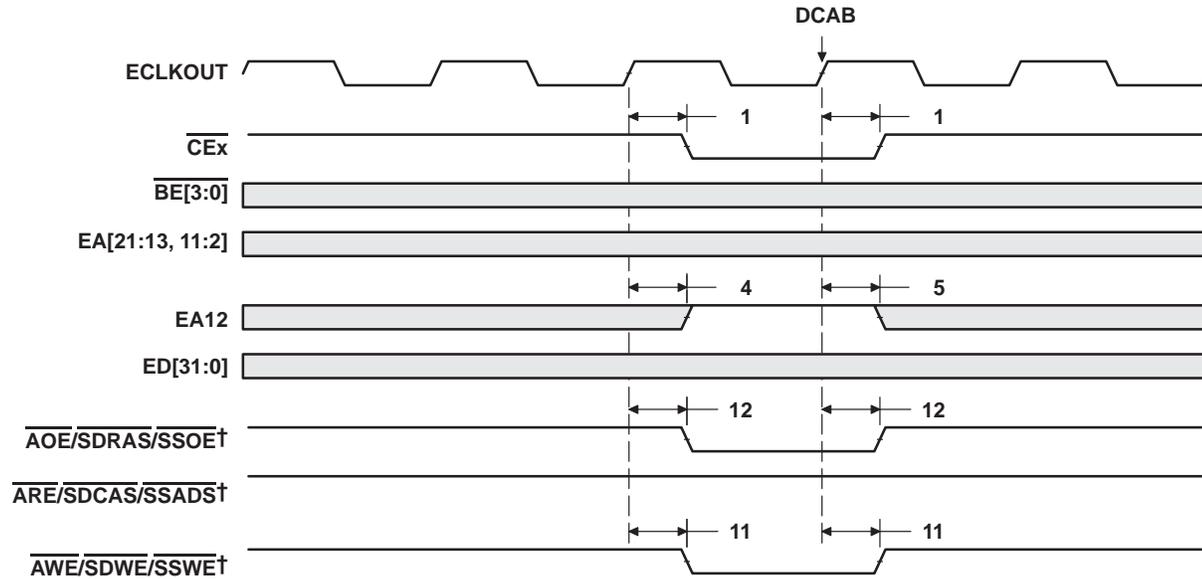 DCAB
ECLKOUT
1 1
CEx
BE[3:0]
EA[21:13, 11:2]
4 5
EA12
ED[31:0]
12 12
AOE/SDRAS/SSOE†
ARE/SDCAS/SSADS†
11 11
AWE/SDWE/SSWE†